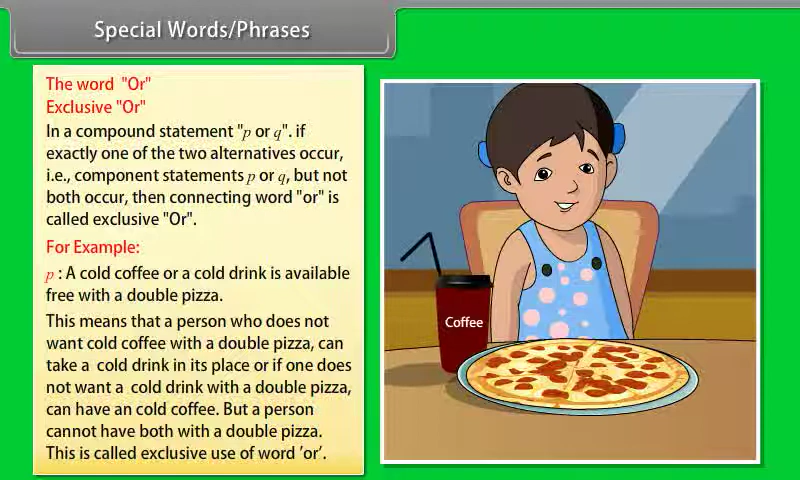 Special Words/Phrases
The word "Or"
Exclusive "Or"
In a compound statement "p or q". if
exactly one of the two alternatives occur,
i.e., component statements p or q, but not
both occur, then connecting word "or" is
called exclusive "Or".
For Example:
p : A cold coffee or a cold drink is available
free with a double pizza.
This means that a person who does not
want cold coffee with a double pizza, can
take a cold drink in its place or if one does
not want a cold drink with a double pizza,
can have an cold coffee. But a person
cannot have both with a double pizza.
This is called exclusive use of word 'or'.
Coffee